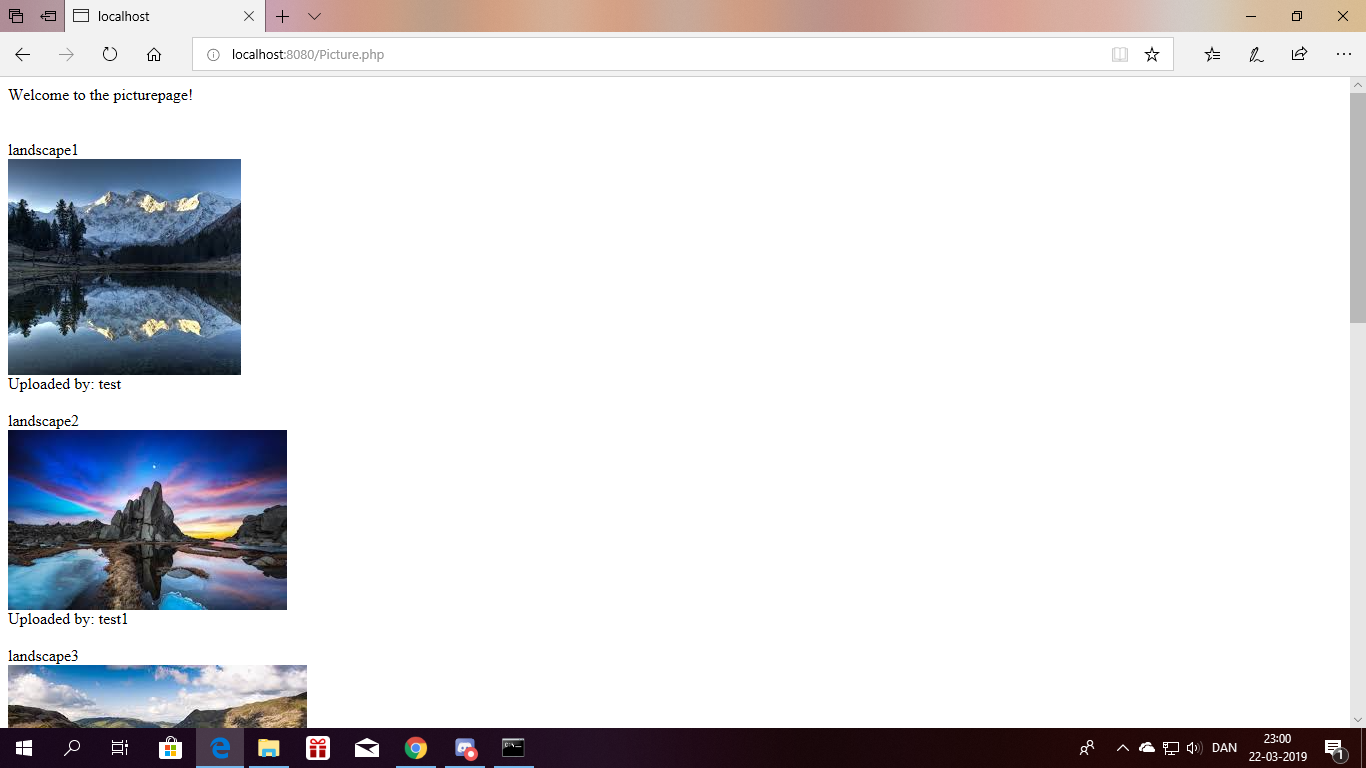 localhost
localhost:8080/Picture.php
Welcome to the picturepage!
landscape1
Uploaded by: test
landscape2
Uploaded by: test1
landscape3
DAN
23:00
22-03-2019
1